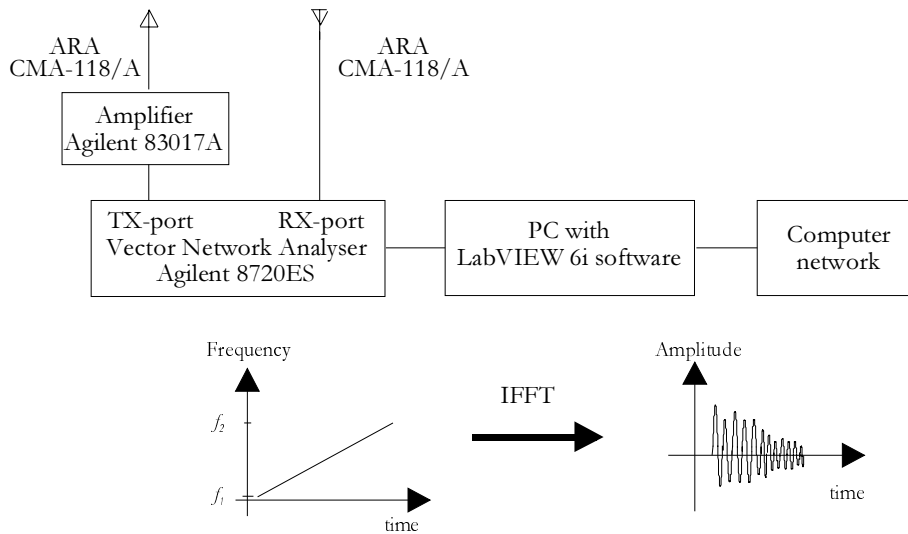 ARA
CMA-118/A
ARA
CMA-118/A
Amplifier
Agilent 83017A
TX-port RX-port
Vector Network Analyser
Agilent 8720ES
PC with
LabVIEW 6i software
Computer
network
Frequency
f2
f1
time
IFFT
Amplitude
time